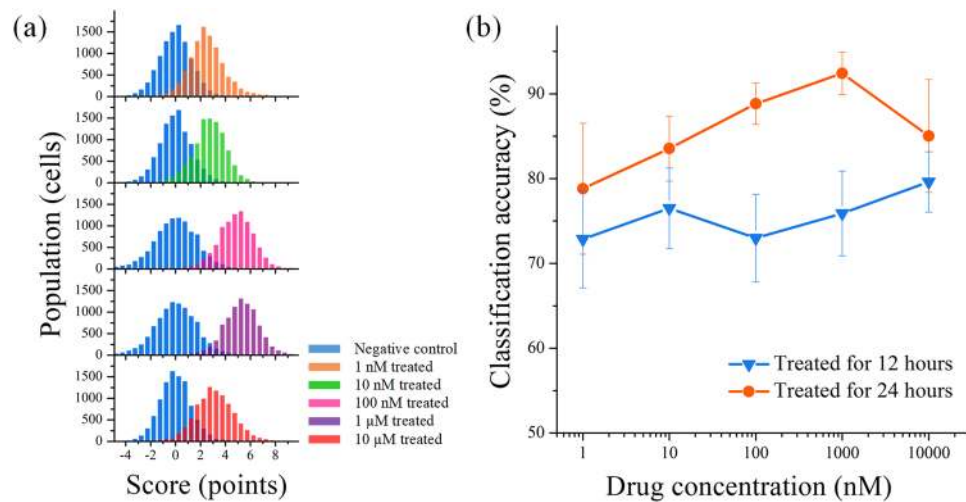 (a)
1500
1000
500
0
1500
1000
500
0
1500
1000
500
0
1500
1000
500
0
1500
1000
500
0
Population (cells)
-4 -2 0 2 4 6 8
Score (points)
Negative control
1 nM treated
10 nM treated
100 nM treated
1 µM treated
10 µM treated
(b)
Classification accuracy (%)
90
80
70
60
50
1 10 100 1000 10000
Drug concentration (nM)
Treated for 12 hours
Treated for 24 hours